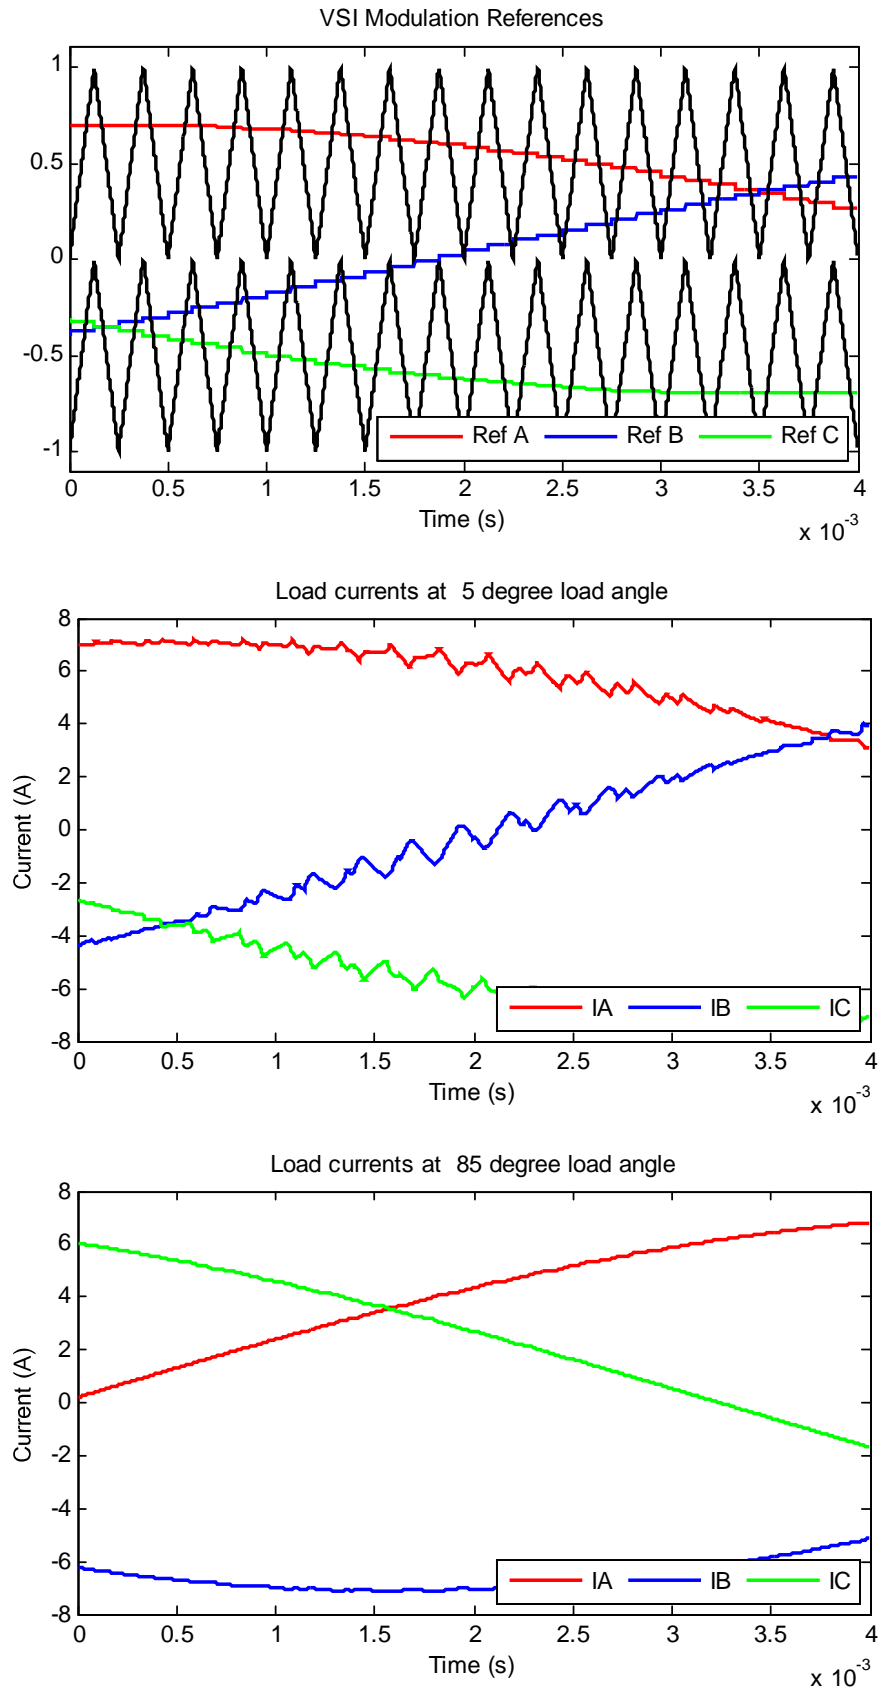 VSI Modulation References
1
0.5
0
-0.5
-1
Ref A Ref B Ref C
0 0.5 1 1.5 2 2.5 3 3.5 4
Time (s)
x 10-3
Load currents at 5 degree load angle
8
6
4
2
0
-2
-4
-6
-8
Current (A)
IA IB IC
0 0.5 1 1.5 2 2.5 3 3.5 4
Time (s)
x 10-3
Load currents at 85 degree load angle
8
6
4
2
0
-2
-4
-6
-8
Current (A)
IA IB IC
0 0.5 1 1.5 2 2.5 3 3.5 4
Time (s)
x 10-3